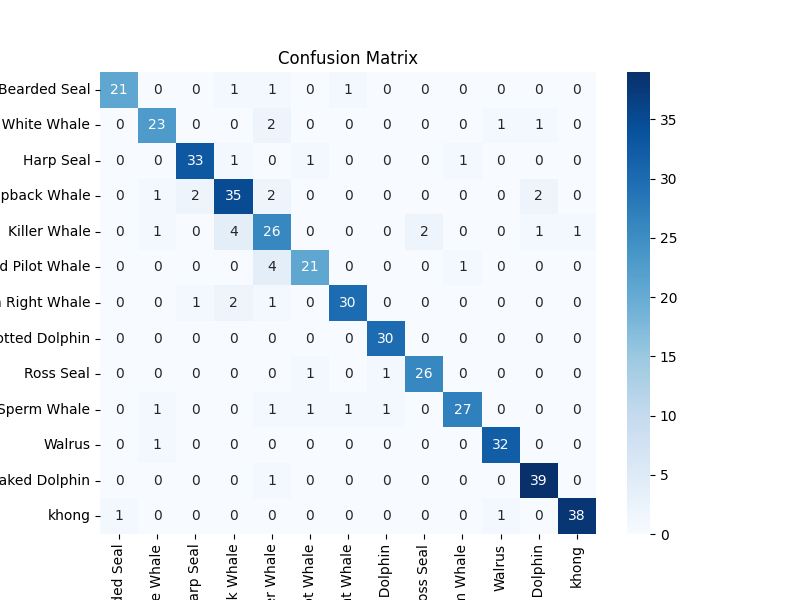 Confusion Matrix
Bearded Seal 21 0 0 1 1 0 1 0 0 0 0 0 0
White Whale 0 23 0 0 2 0 0 0 0 0 1 1 0
Harp Seal 0 0 33 1 0 1 0 0 0 1 0 0 0
pback Whale 0 1 2 35 2 0 0 0 0 0 0 2 0
Killer Whale 0 1 0 4 26 0 0 0 2 0 0 1 1
d Pilot Whale 0 0 0 0 4 21 0 0 0 1 0 0 0
Right Whale 0 0 1 2 1 0 30 0 0 0 0 0 0
otted Dolphin 0 0 0 0 0 0 0 30 0 0 0 0 0
Ross Seal 0 0 0 0 0 1 0 1 26 0 0 0 0
Sperm Whale 0 1 0 0 1 1 1 1 0 27 0 0 0
Walrus 0 1 0 0 0 0 0 0 0 0 32 0 0
aked Dolphin 0 0 0 0 1 0 0 0 0 0 0 39 0
khong 1 0 0 0 0 0 0 0 0 0 1 0 38
ded Seal
e Whale
arp Seal
k Whale
er Whale
ot Whale
nt Whale
Dolphin
oss Seal
m Whale
Walrus
Dolphin
khong
35
30
25
20
15
10
5
0